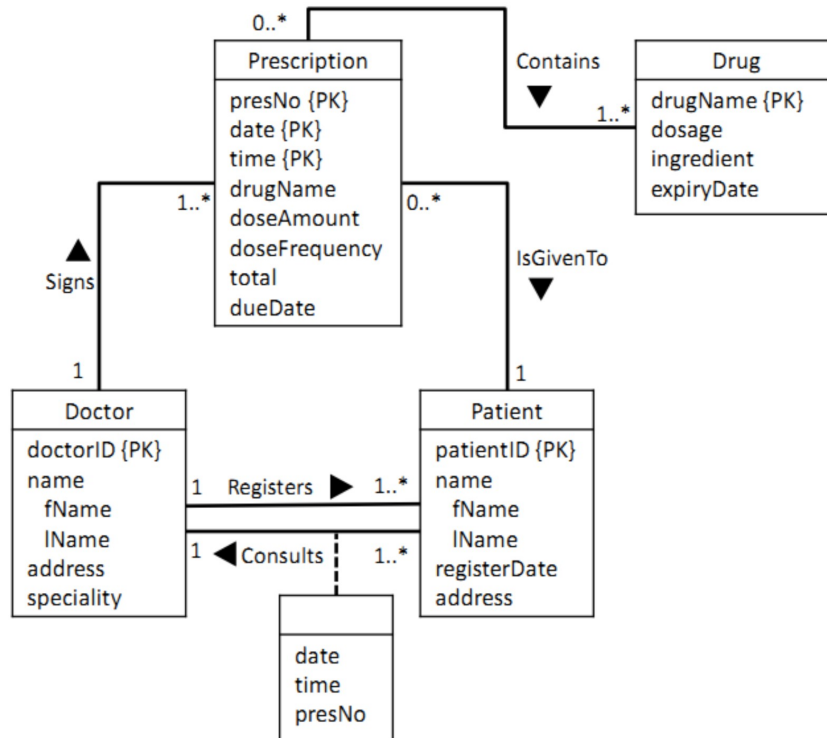 0..*
Prescription
presNo {PK}
date {PK}
time {PK}
drugName
doseAmount
doseFrequency
total
dueDate
Contains
1..*
Drug
drugName {PK}
dosage
ingredient
expiryDate
1..*
0..*
Signs
IsGivenTo
1
1
Doctor
doctorID {PK}
name
fName
lName
address
speciality
1 Registers 1..*
1 Consults 1..*
Patient
patientID {PK}
name
fName
lName
registerDate
address
date
time
presNo